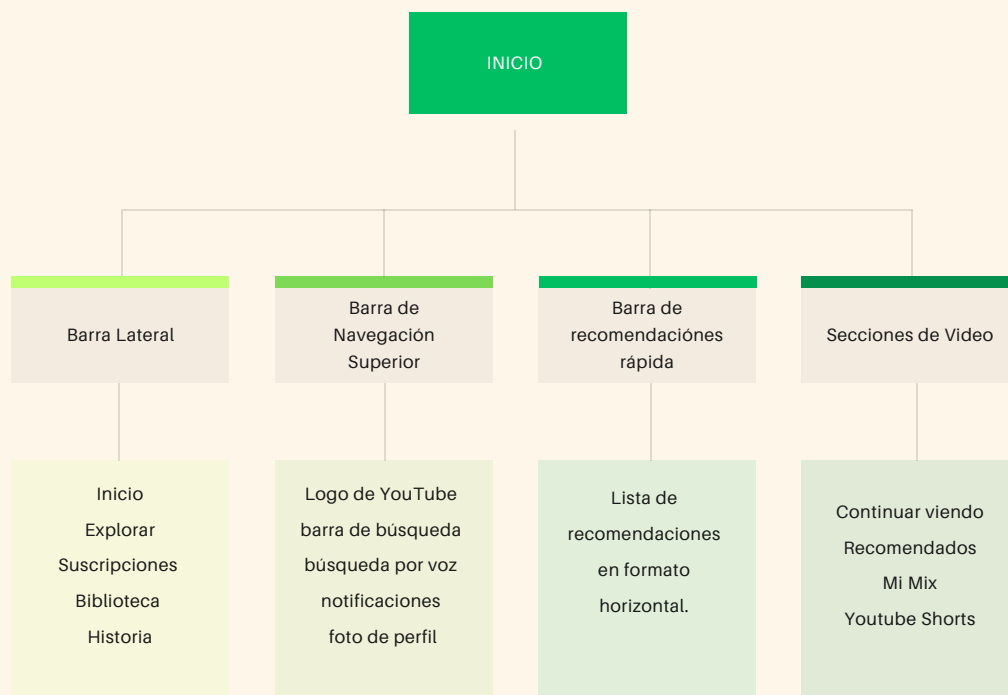 INICIO
Barra Lateral
Barra de
Navegación
Superior
Barra de
recomendaciónes
rápida
Secciones de Video
Inicio
Explorar
Suscripciones
Biblioteca
Historia
Logo de YouTube
barra de búsqueda
búsqueda por voz
notificaciones
foto de perfil
Lista de
recomendaciones
en formato
horizontal.
Continuar viendo
Recomendados
Mi Mix
Youtube Shorts